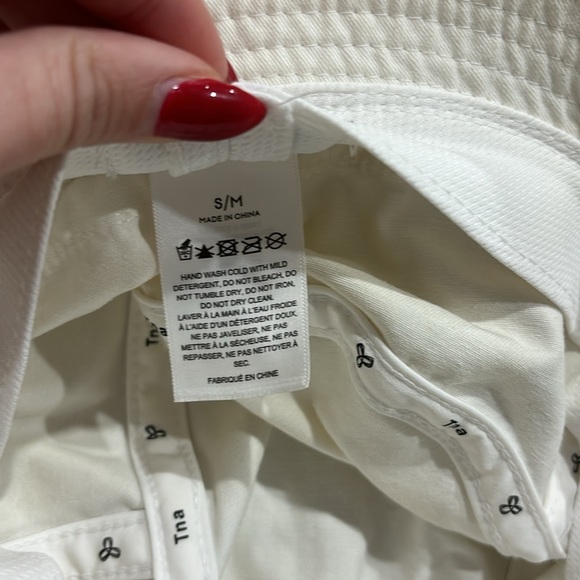 S/M
MADE IN CHINA
HAND WASH COLD WITH MILD
DETERGENT, DO NOT BLEACH, DO
NOT TUMBLE DRY, DO NOT IRON,
DO NOT DRY CLEAN.
LAVER À LA MAIN À L'EAU FROIDE
À L'AIDE D'UN DÉTERGENT DOUX.
NE PAS JAVELISER, NE PAS
METTRE À LA SÉCHEUSE, NE PAS
REPASSER, NE PAS NETTOYER À
SEC.
FABRIQUÉ EN CHINE
Tna
Tna
Tna